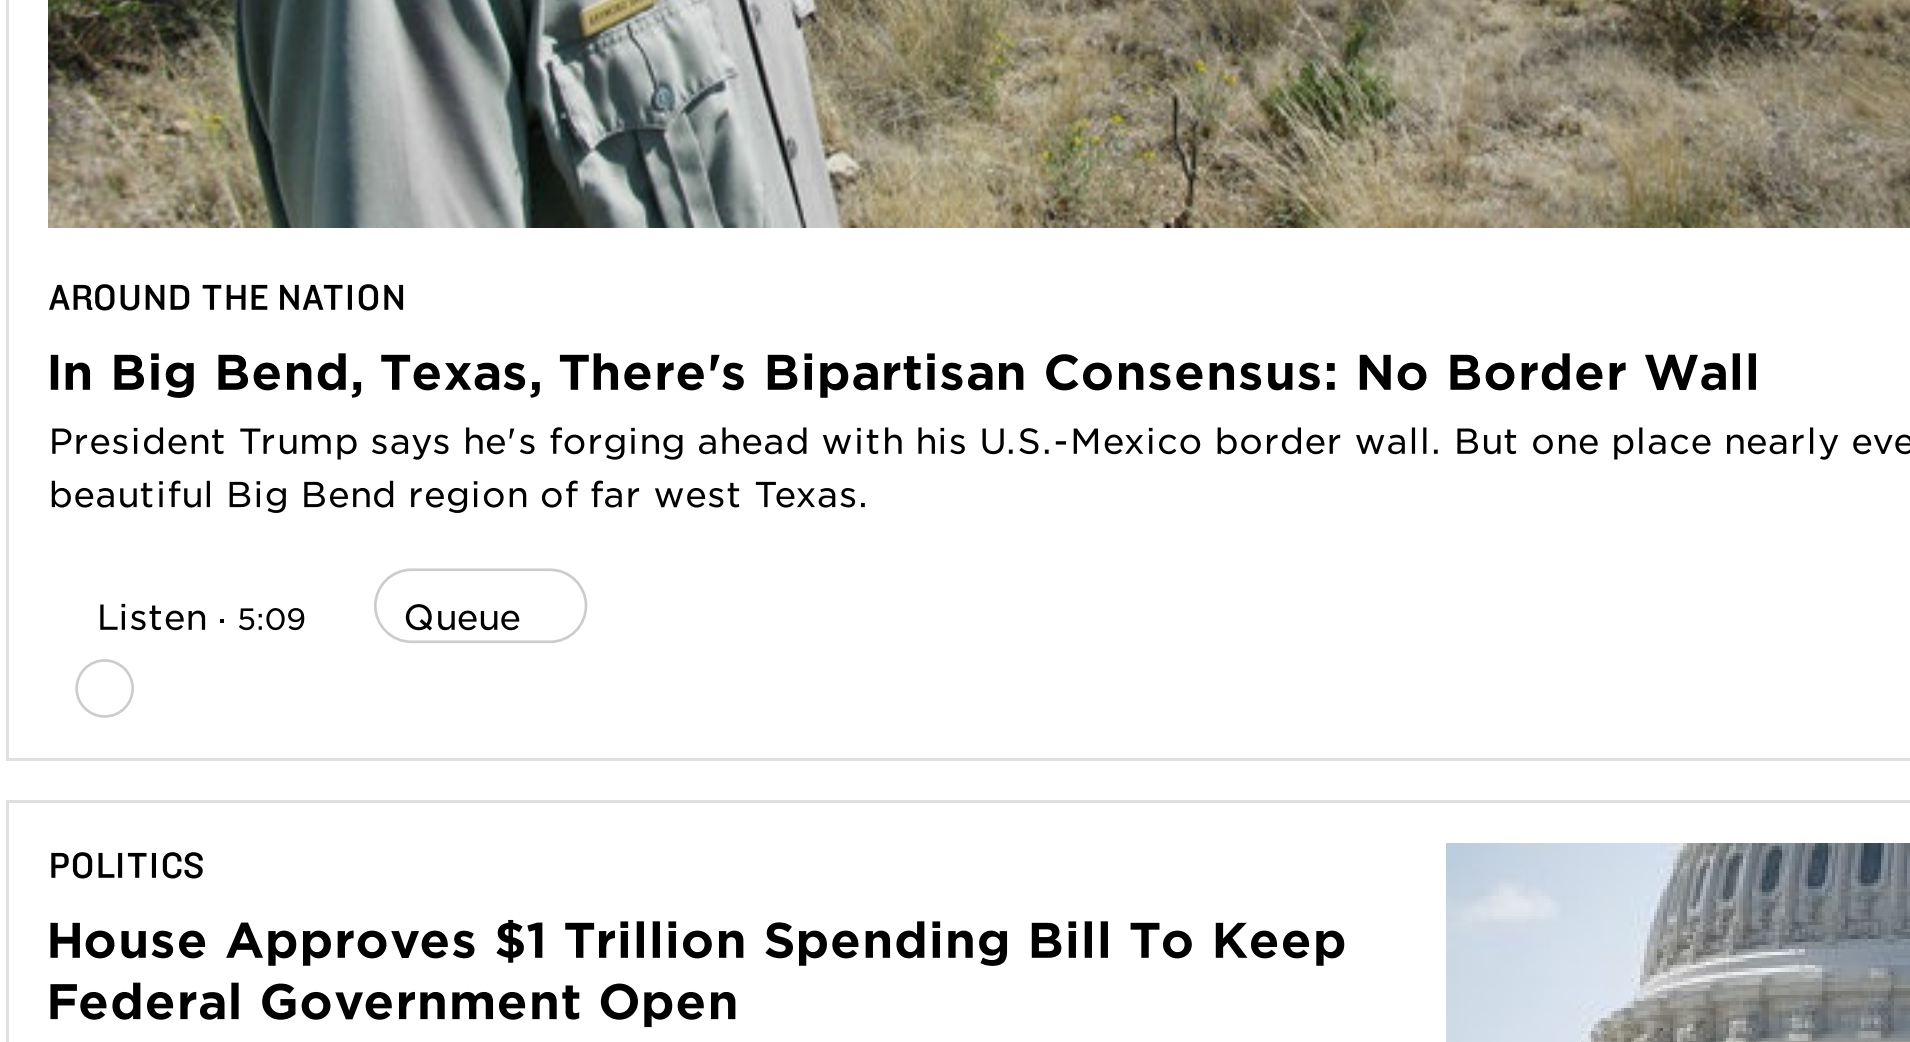 AROUND THE NATION
In Big Bend, Texas, There's Bipartisan Consensus: No Border Wall
President Trump says he's forging ahead with his U.S.-Mexico border wall. But one place nearly eve
beautiful Big Bend region of far west Texas.
Listen · 5:09
Queue
POLITICS
House Approves $1 Trillion Spending Bill To Keep
Federal Government Open